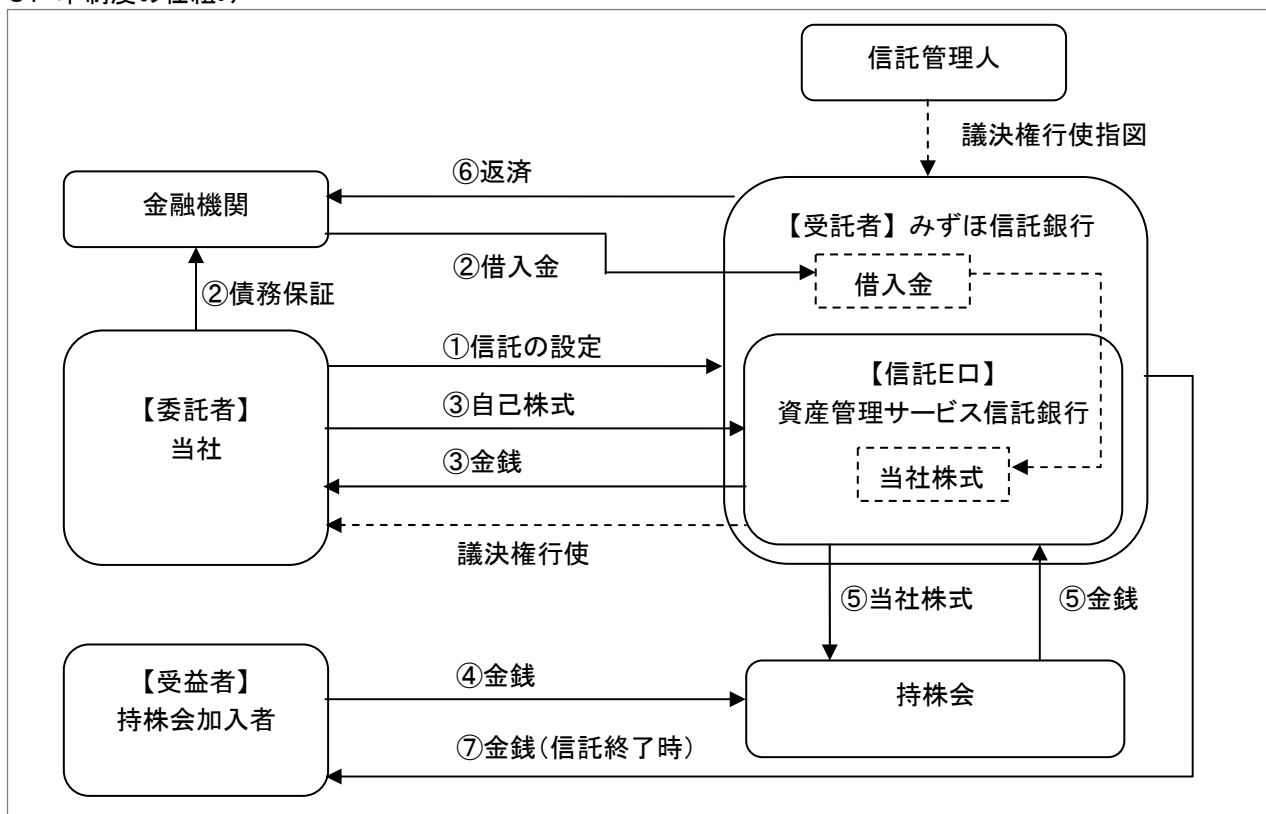 信託管理人
議決権行使指図
⑥返済
金融機関
【受託者】みずほ信託銀行
②借入金
借入金
②債務保証
①信託の設定
【信託E口】
資産管理サービス信託銀行
【委託者】
当社
③自己株式
③金銭
当社株式
議決権行使
⑤当社株式
⑤金銭
【受益者】
持株会加入者
④金銭
持株会
⑦金銭(信託終了時)